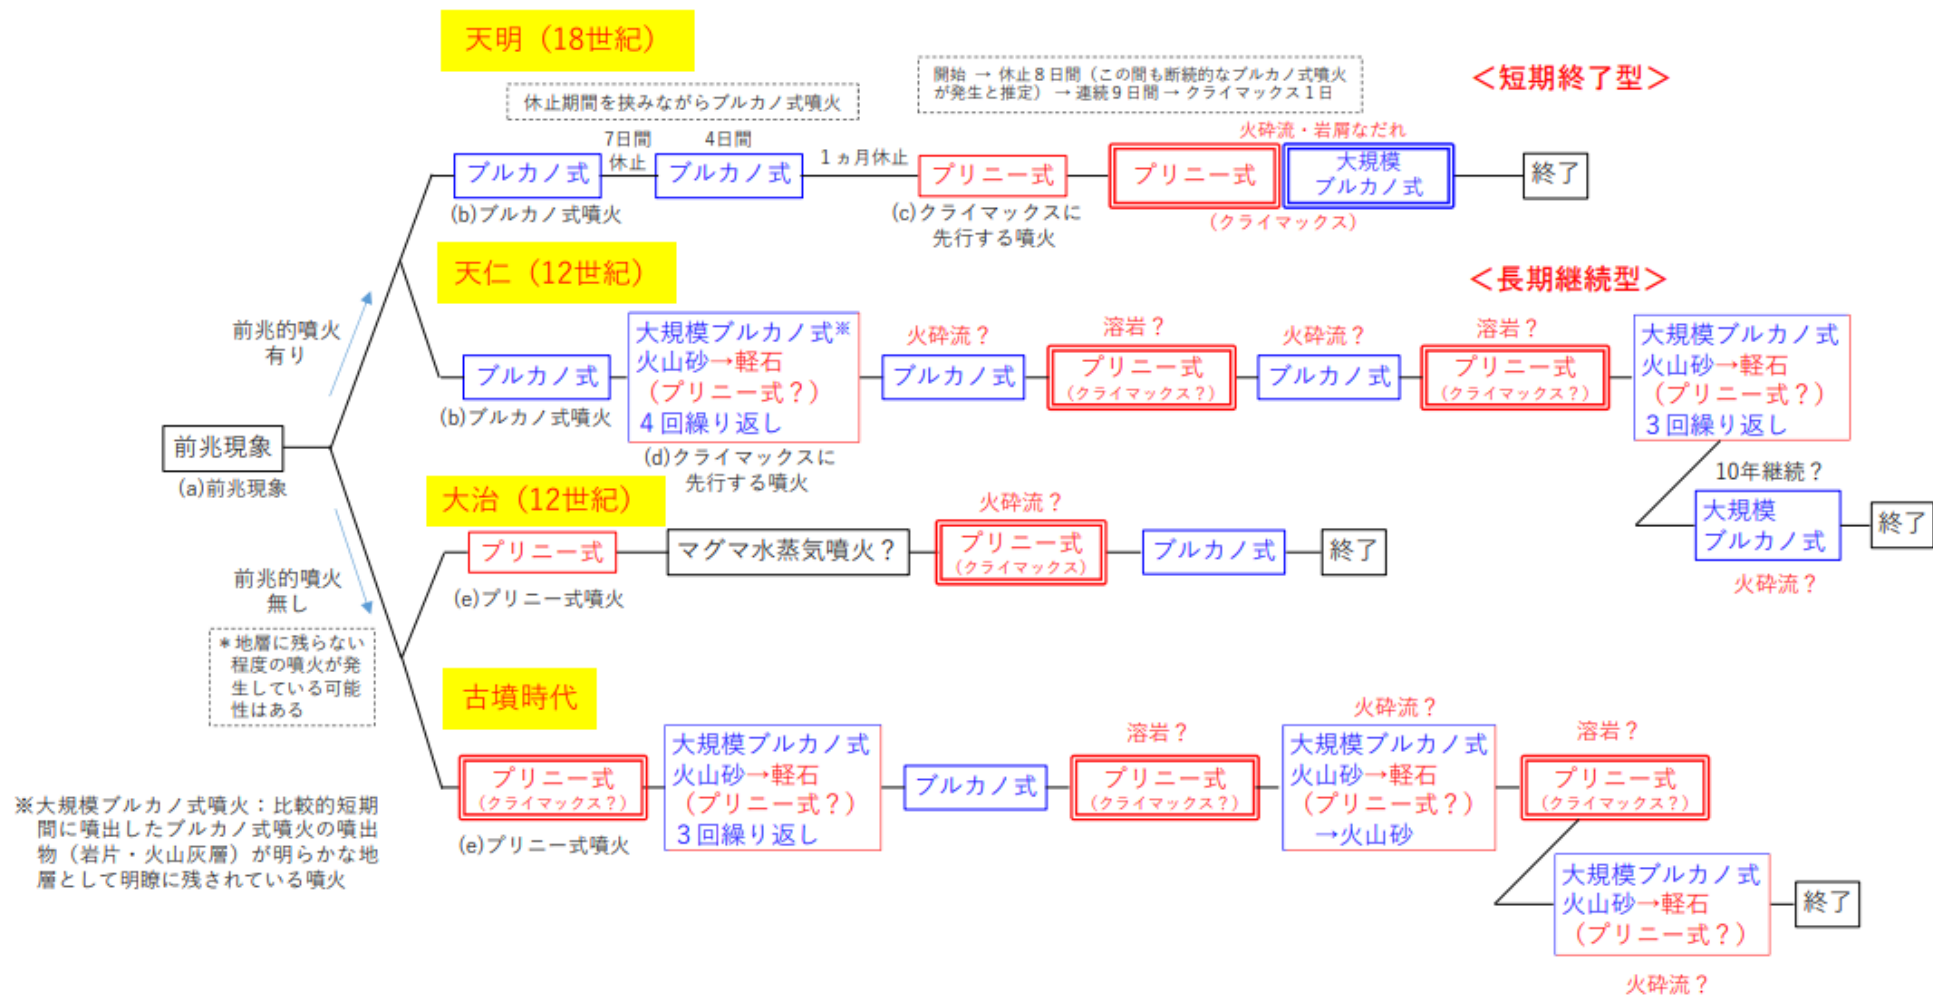 天明（18世紀）
＜短期終了型＞
休止期間を挟みながらブルカノ式噴火
開始 → 休止８日間（この間も断続的なブルカノ式噴火
が発生と推定） → 連続９日間 → クライマックス１日
7日間
休止
4日間
1ヵ月休止
火砕流・岩屑なだれ
ブルカノ式
ブルカノ式
プリニー式
プリニー式
大規模
ブルカノ式
終了
(b)ブルカノ式噴火
(c)クライマックスに
先行する噴火
(クライマックス)
天仁（12世紀）
＜長期継続型＞
前兆的噴火
有り
ブルカノ式
(b)ブルカノ式噴火
大規模ブルカノ式※
火山砂→軽石
（プリニー式？）
４回繰り返し
(d)クライマックスに
先行する噴火
火砕流？
ブルカノ式
溶岩？
プリニー式
(クライマックス？)
火砕流？
ブルカノ式
溶岩？
プリニー式
(クライマックス？)
大規模ブルカノ式
火山砂→軽石
（プリニー式？）
３回繰り返し
10年継続？
大規模
ブルカノ式
終了
火砕流？
前兆現象
(a)前兆現象
大治（12世紀）
プリニー式
(e)プリニー式噴火
マグマ水蒸気噴火？
火砕流？
プリニー式
(クライマックス)
ブルカノ式
終了
前兆的噴火
無し
＊地層に残らない
程度の噴火が発
生している可能
性はある
古墳時代
プリニー式
(クライマックス？)
(e)プリニー式噴火
大規模ブルカノ式
火山砂→軽石
（プリニー式？）
３回繰り返し
ブルカノ式
溶岩？
プリニー式
(クライマックス？)
火砕流？
大規模ブルカノ式
火山砂→軽石
（プリニー式？）
→火山砂
溶岩？
プリニー式
(クライマックス？)
大規模ブルカノ式
火山砂→軽石
（プリニー式？）
終了
火砕流？
※大規模ブルカノ式噴火：比較的短期
間に噴出したブルカノ式噴火の噴出
物（岩片・火山灰層）が明らかな地
層として明瞭に残されている噴火